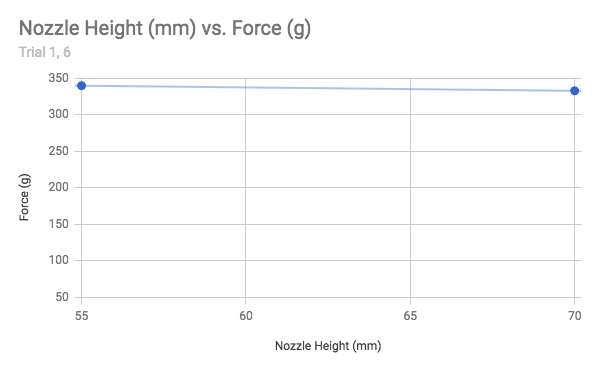 Nozzle Height (mm) vs. Force (g)
Trial 1, 6
350
300
250
200
150
100
50
Force (g)
55 60 65 70
Nozzle Height (mm)